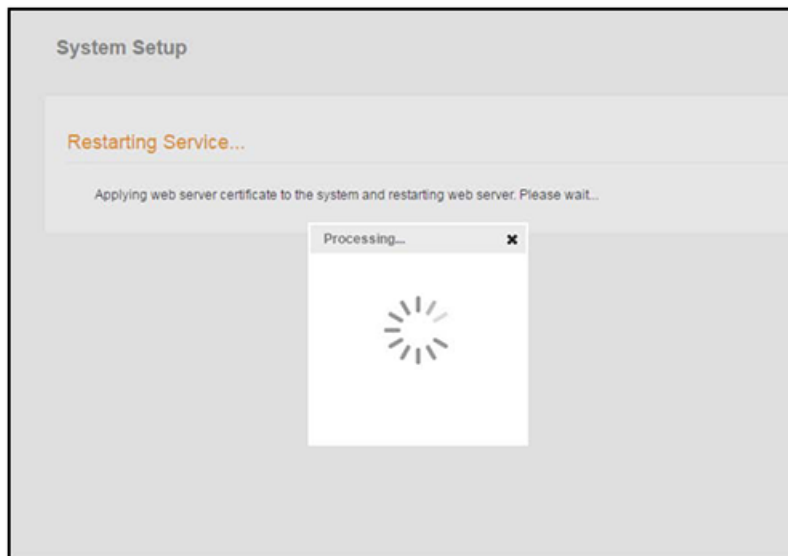 System Setup
Restarting Service...
Applying web server certificate to the system and restarting web server. Please wait...
Processing...